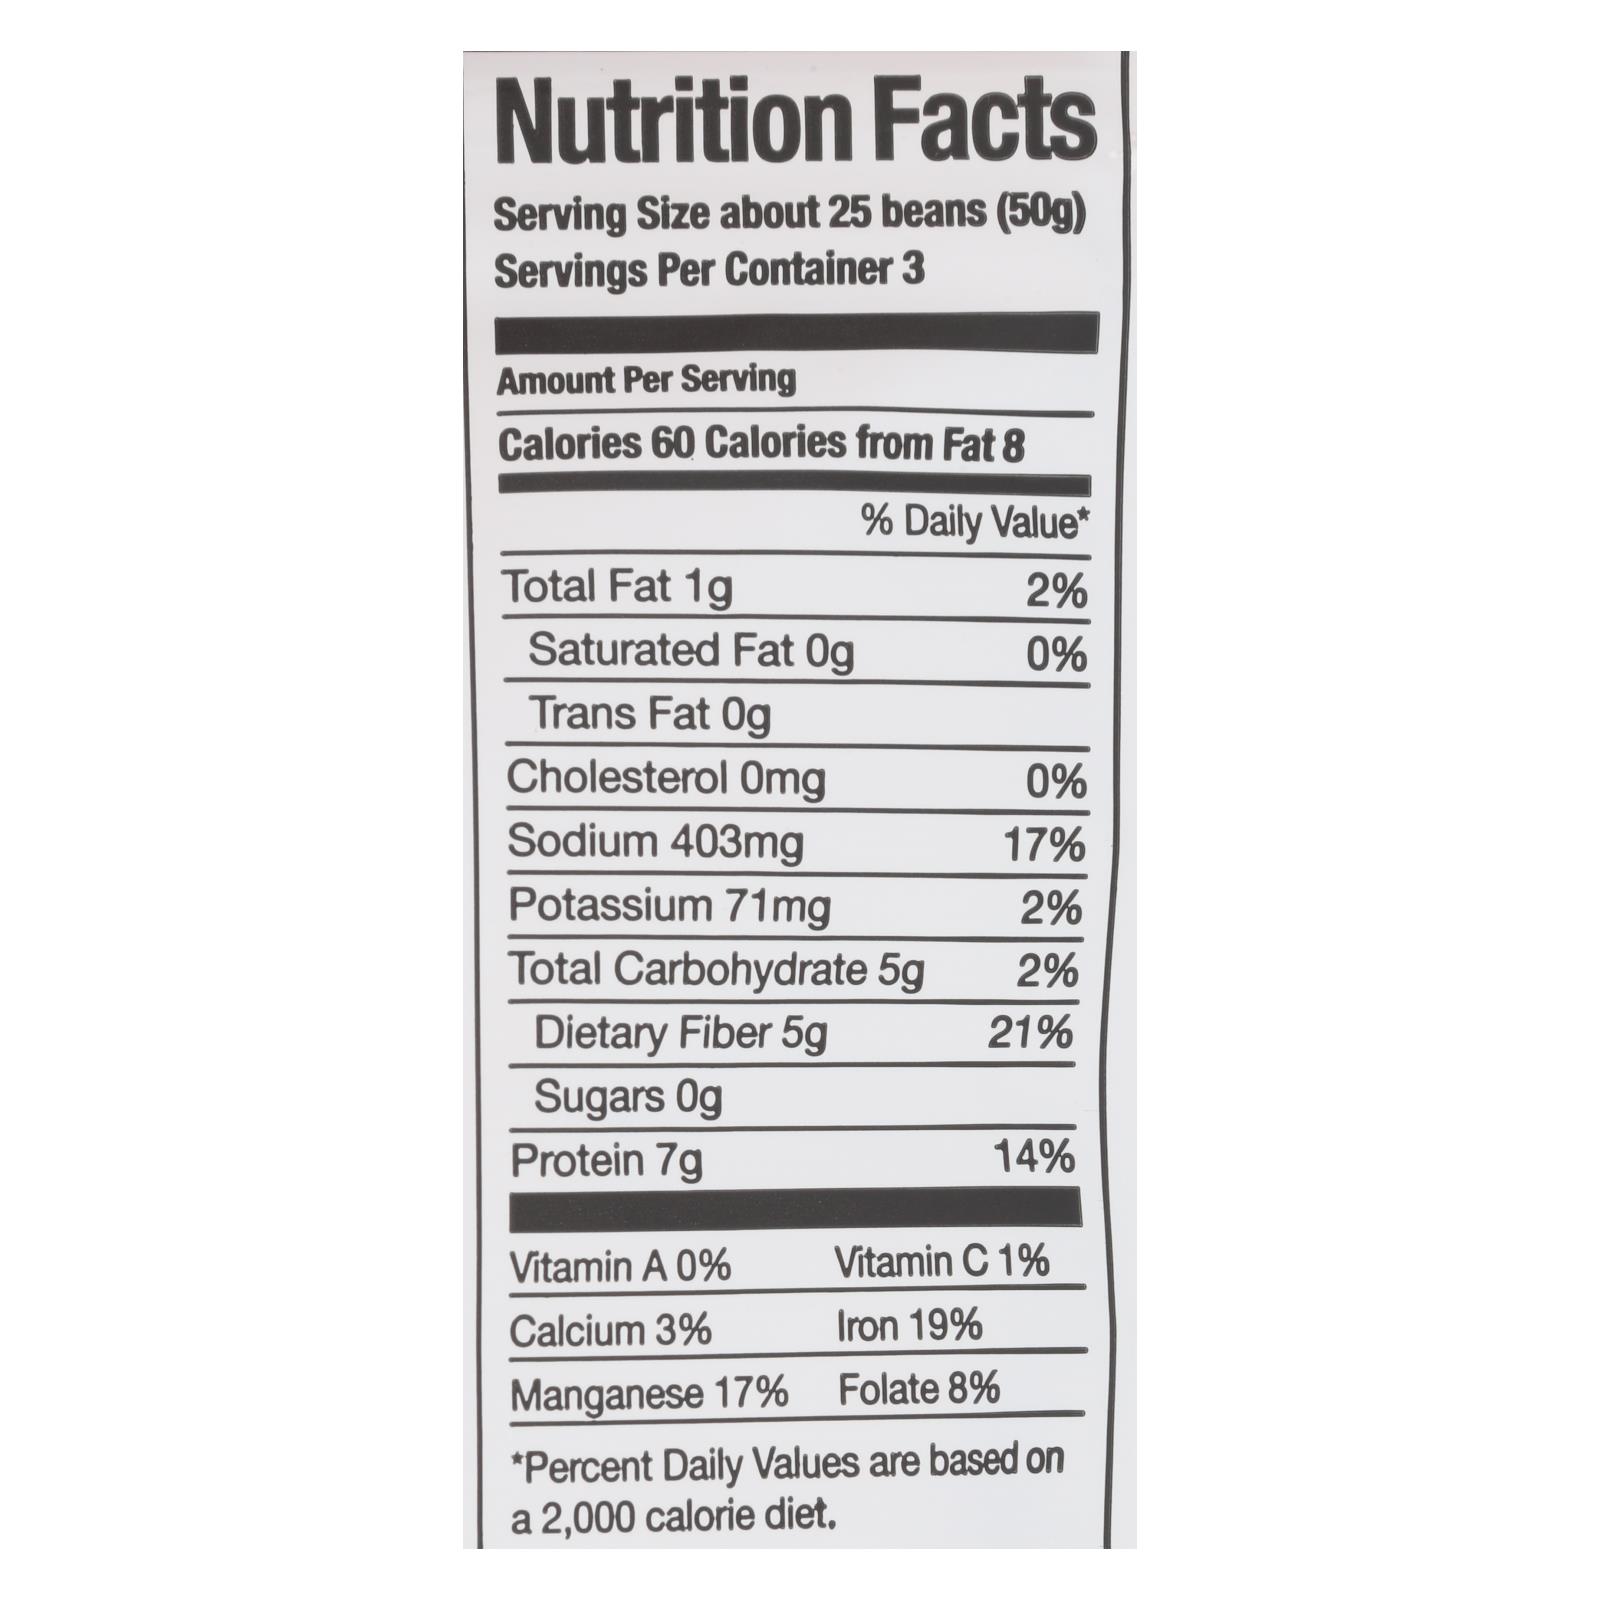 Nutrition Facts
Serving Size about 25 beans (50g)
Servings Per Container 3
Amount Per Serving
Calories 60 Calories from Fat 8
% Daily Value*
Total Fat 1g 2%
Saturated Fat 0g 0%
Trans Fat 0g
Cholesterol 0mg 0%
Sodium 403mg 17%
Potassium 71mg 2%
Total Carbohydrate 5g 2%
Dietary Fiber 5g 21%
Sugars 0g
Protein 7g 14%
Vitamin A 0% Vitamin C 1%
Calcium 3% Iron 19%
Manganese 17% Folate 8%
*Percent Daily Values are based on
a 2,000 calorie diet.